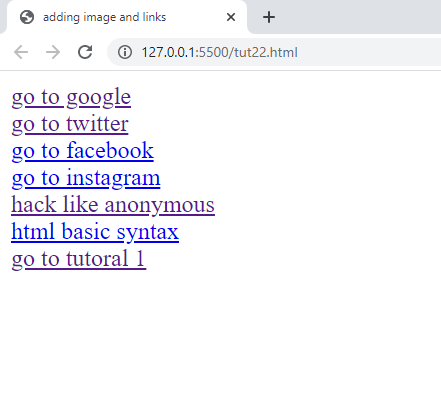 adding image and links
127.0.0.1:5500/tut22.html
go to google
go to twitter
go to facebook
go to instagram
hack like anonymous
html basic syntax
go to tutoral 1